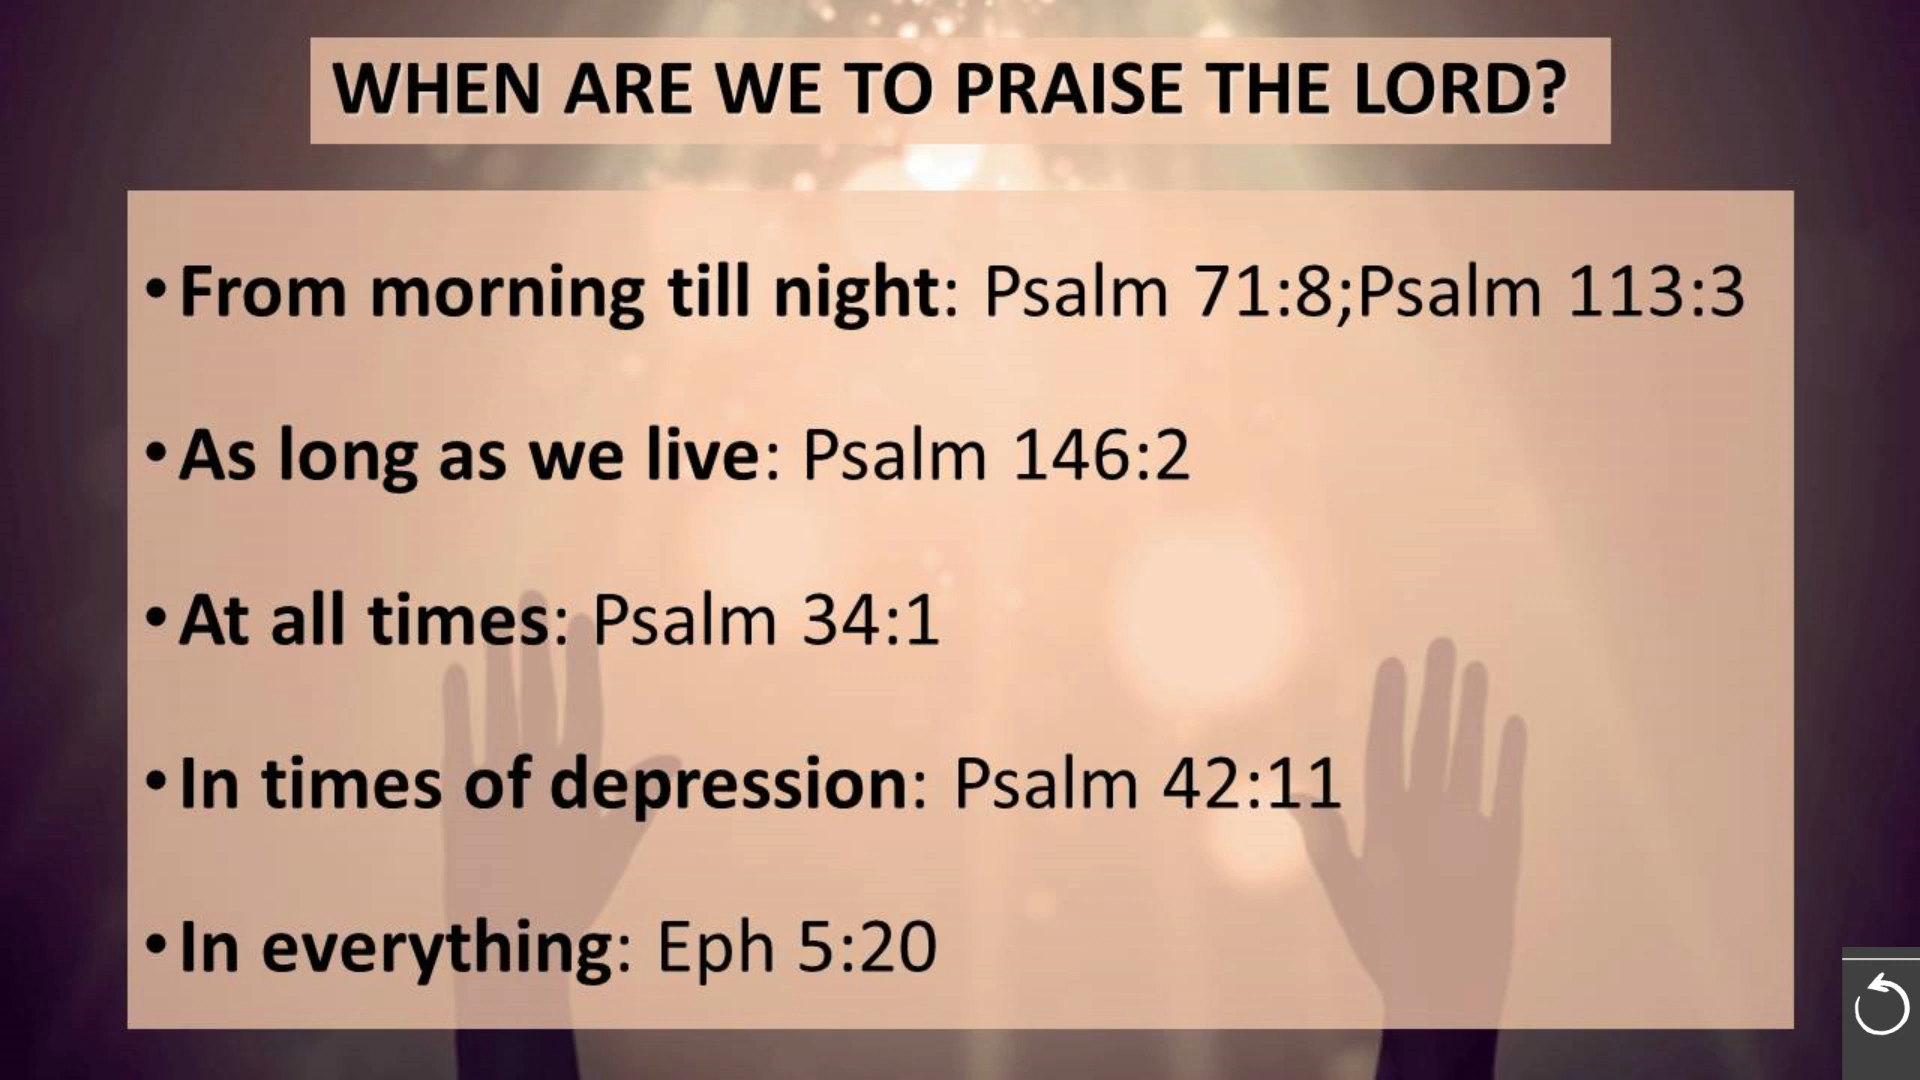 WHEN ARE WE TO PRAISE THE LORD?
• From morning till night: Psalm 71:8;Psalm 113:3
• As long as we live: Psalm 146:2
• At all times: Psalm 34:1
• In times of depression: Psalm 42:11
• In everything: Eph 5:20